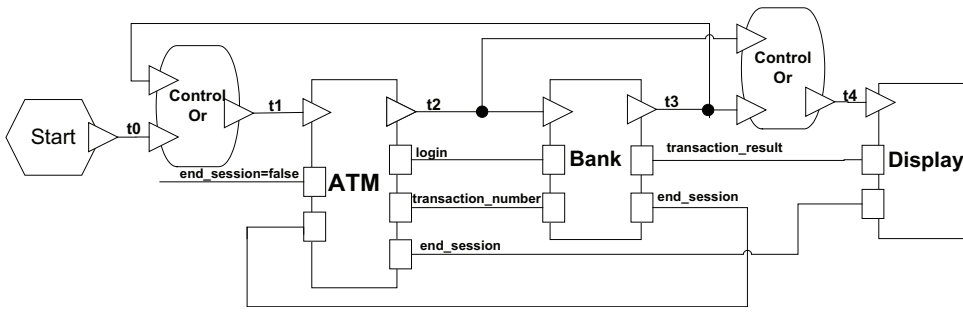 Start
t0
Control
Or
t1
end_session=false
ATM
t2
login
transaction_number
end_session
Bank
t3
transaction_result
end_session
Control
Or
t4
Display